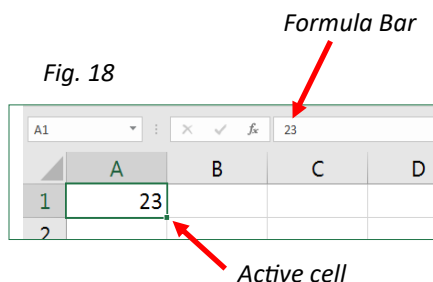 Formula Bar
Fig. 18
A1 fx 23
A B C D
1 23
2
Active cell